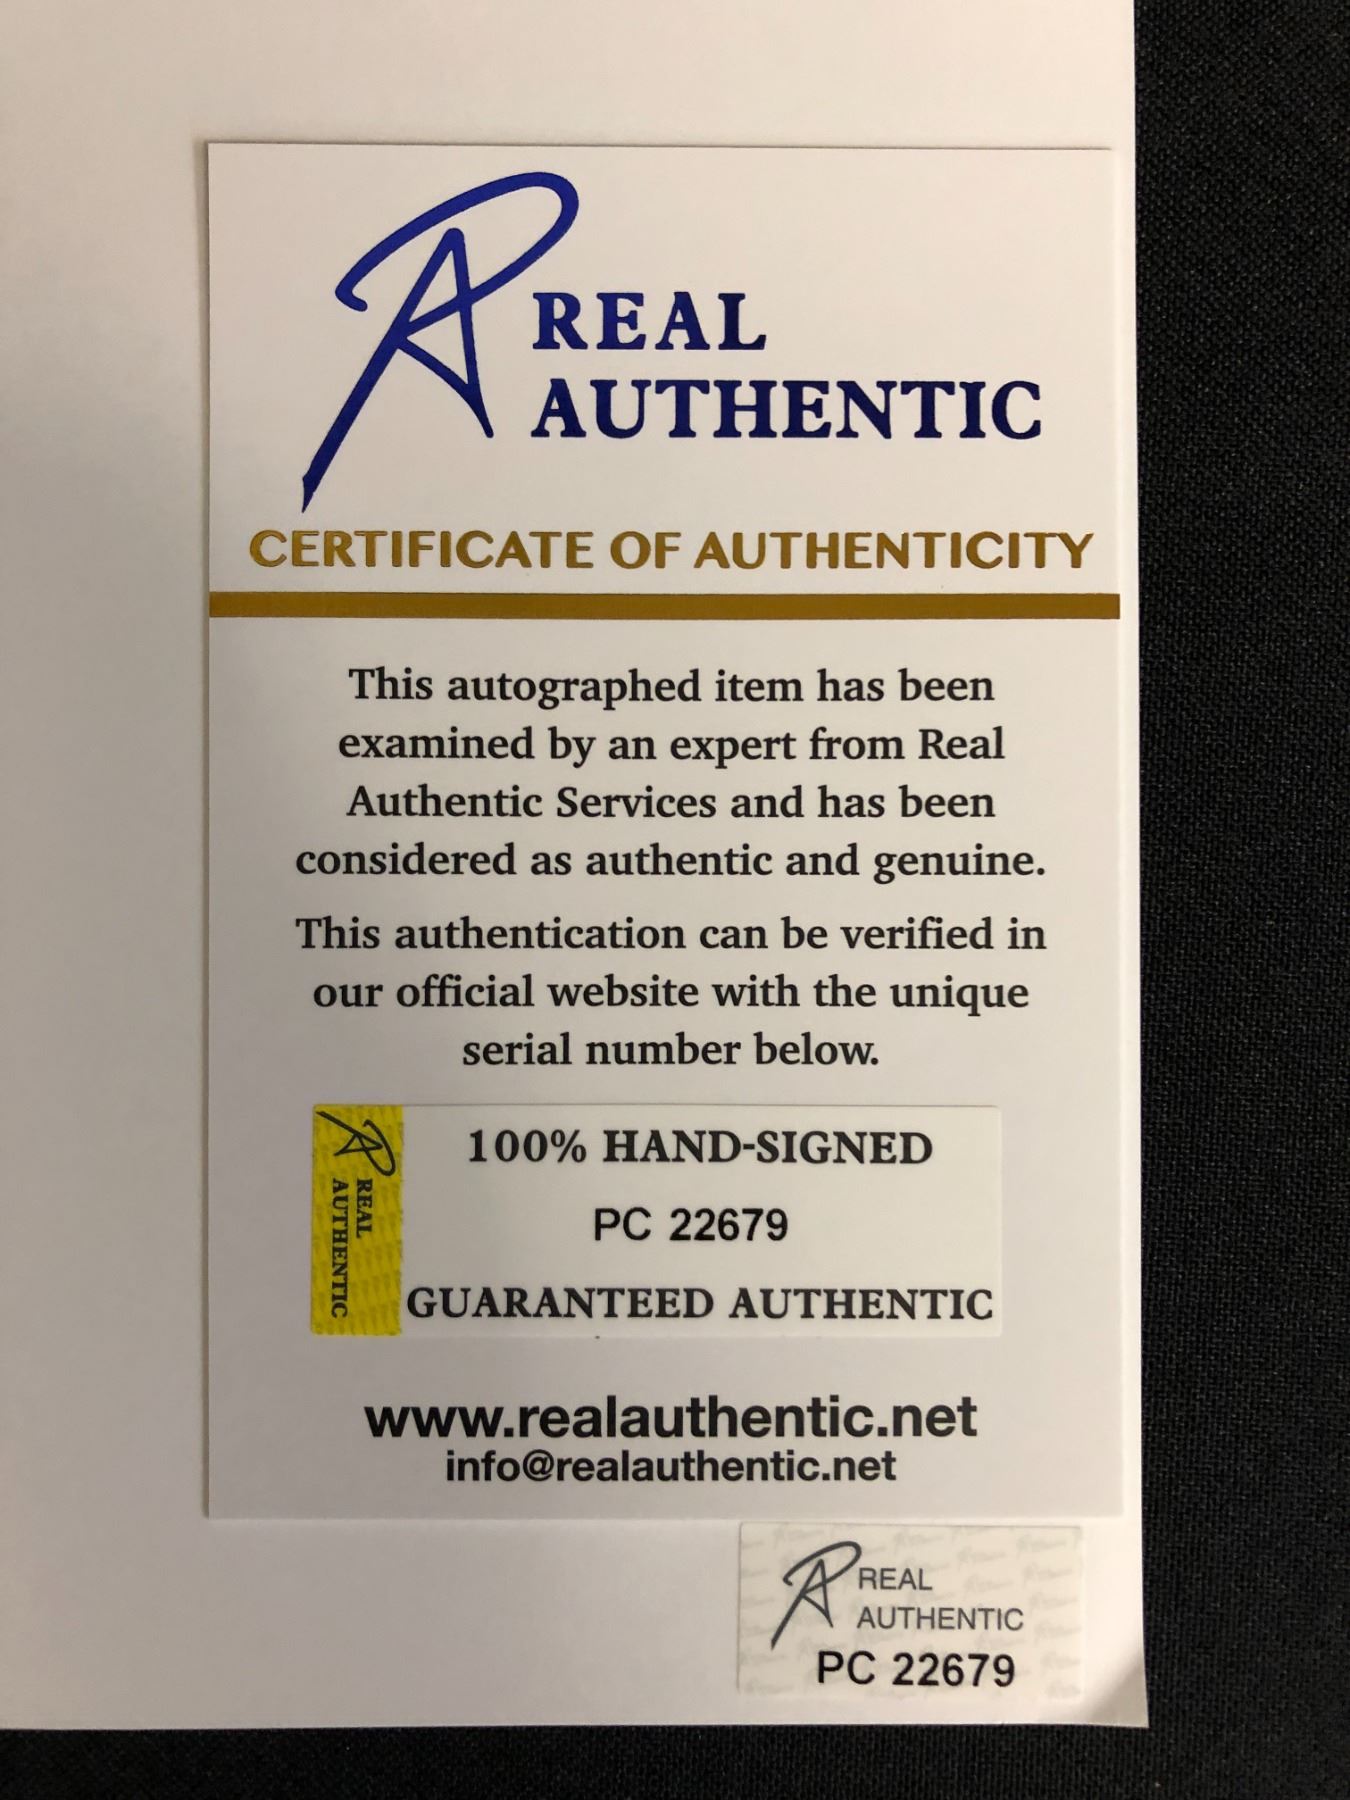 REAL
AUTHENTIC
CERTIFICATE OF AUTHENTICITY
This autographed item has been
examined by an expert from Real
Authentic Services and has been
considered as authentic and genuine.
This authentication can be verified in
our official website with the unique
serial number below.
REAL
AUTHENTIC
100% HAND-SIGNED
PC 22679
GUARANTEED AUTHENTIC
www.realauthentic.net
info@realauthentic.net
REAL
AUTHENTIC
PC 22679